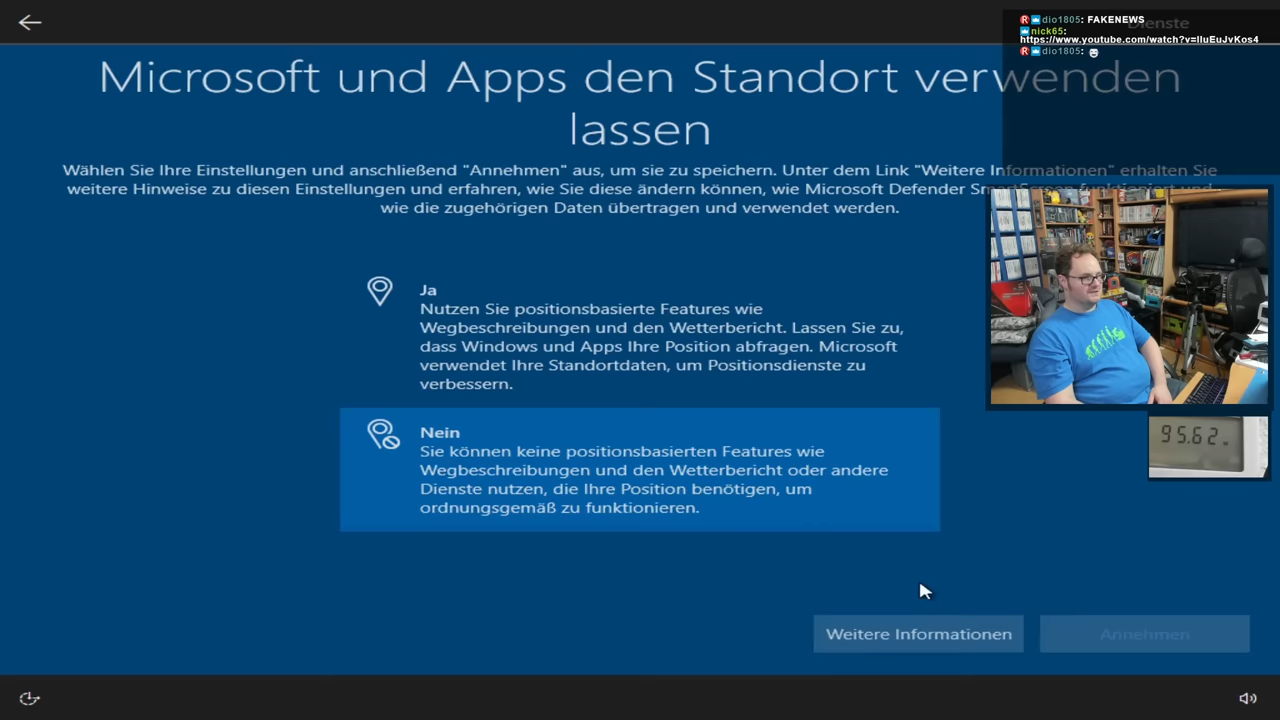 Dienste
dio1805: FAKENEWS
nick65:
https://www.youtube.com/watch?v=IIuEuJvKos4
dio1805:
Microsoft und Apps den Standort verwenden
lassen
Wählen Sie Ihre Einstellungen und anschließend "Annehmen" aus, um sie zu speichern. Unter dem Link "Weitere Informationen" erhalten Sie
weitere Hinweise zu diesen Einstellungen und erfahren, wie Sie diese ändern können, wie Microsoft Defender SmartScreen funktioniert und
wie die zugehörigen Daten übertragen und verwendet werden.
Ja
Nutzen Sie positionsbasierte Features wie
Wegbeschreibungen und den Wetterbericht. Lassen Sie zu,
dass Windows und Apps Ihre Position abfragen. Microsoft
verwendet Ihre Standortdaten, um Positionsdienste zu
verbessern.
Nein
Sie können keine positionsbasierten Features wie
Wegbeschreibungen und den Wetterbericht oder andere
Dienste nutzen, die Ihre Position benötigen, um
ordnungsgemäß zu funktionieren.
95.62
Weitere Informationen
Annehmen